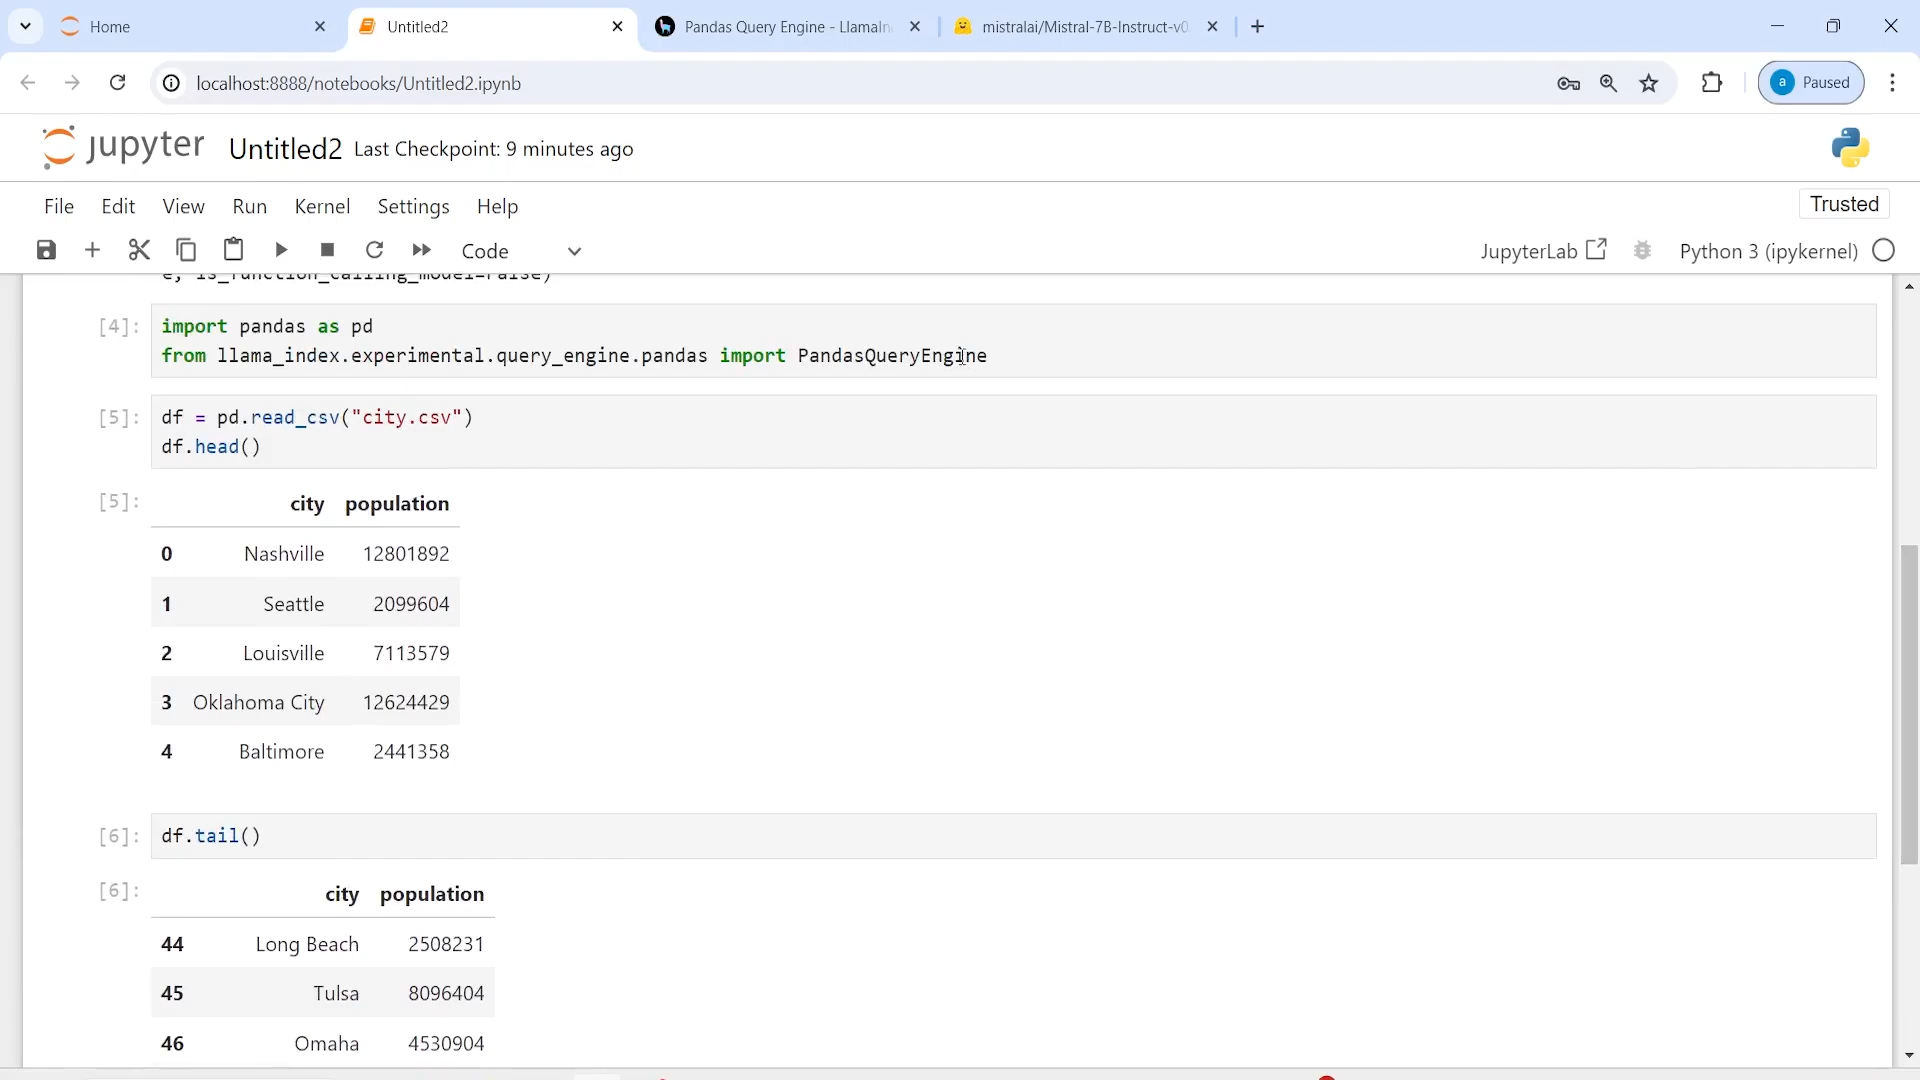 Home
Untitled2
Pandas Query Engine - LlamaIn
mistralai/Mistral-7B-Instruct-v0.
localhost:8888/notebooks/Untitled2.ipynb
a Paused
jupyter Untitled2 Last Checkpoint: 9 minutes ago
File Edit View Run Kernel Settings Help
Trusted
Code
JupyterLab
Python 3 (ipykernel)
e, is_function_calling_model=False)
[4]: import pandas as pd
from llama_index.experimental.query_engine.pandas import PandasQueryEngine
[5]: df = pd.read_csv("city.csv")
df.head()
[5]: city population
0 Nashville 12801892
1 Seattle 2099604
2 Louisville 7113579
3 Oklahoma City 12624429
4 Baltimore 2441358
[6]: df.tail()
[6]: city population
44 Long Beach 2508231
45 Tulsa 8096404
46 Omaha 4530904